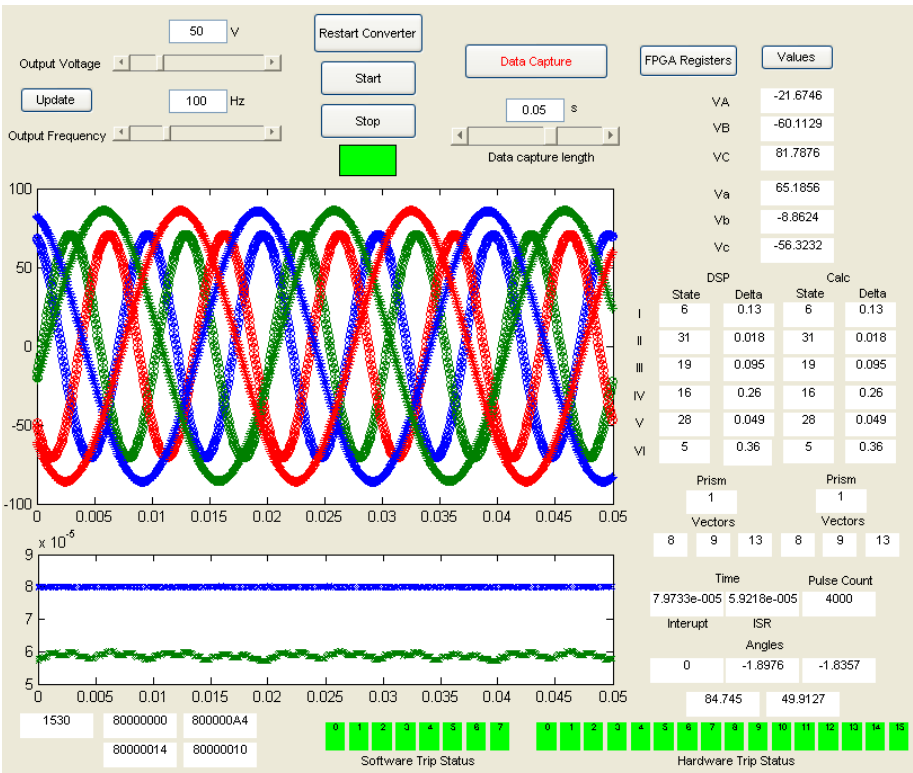 50 V
Restart Converter
Output Voltage
Data Capture
FPGA Registers
Values
Start
Update
100 Hz
0.05 s
Output Frequency
Stop
Data capture length
VA -21.6746
VB -60.1129
VC 81.7876
Va 65.1856
Vb -8.8624
Vc -56.3232
100
50
0
-50
-100
0 0.005 0.01 0.015 0.02 0.025 0.03 0.035 0.04 0.045 0.05
DSP Calc
State Delta State Delta
I 6 0.13 6 0.13
II 31 0.018 31 0.018
III 19 0.095 19 0.095
IV 16 0.26 16 0.26
V 28 0.049 28 0.049
VI 5 0.36 5 0.36
Prism Prism
1 1
Vectors Vectors
8 9 13 8 9 13
x 10-5
9
8
7
6
5
0 0.005 0.01 0.015 0.02 0.025 0.03 0.035 0.04 0.045 0.05
Time Pulse Count
7.9733e-005 5.9218e-005 4000
Interupt ISR
Angles
0 -1.8976 -1.8357
84.745 49.9127
1530 80000000 800000A4
80000014 80000010
0 1 2 3 4 5 6 7
Software Trip Status
0 1 2 3 4 5 6 7 8 9 10 11 12 13 14 15
Hardware Trip Status